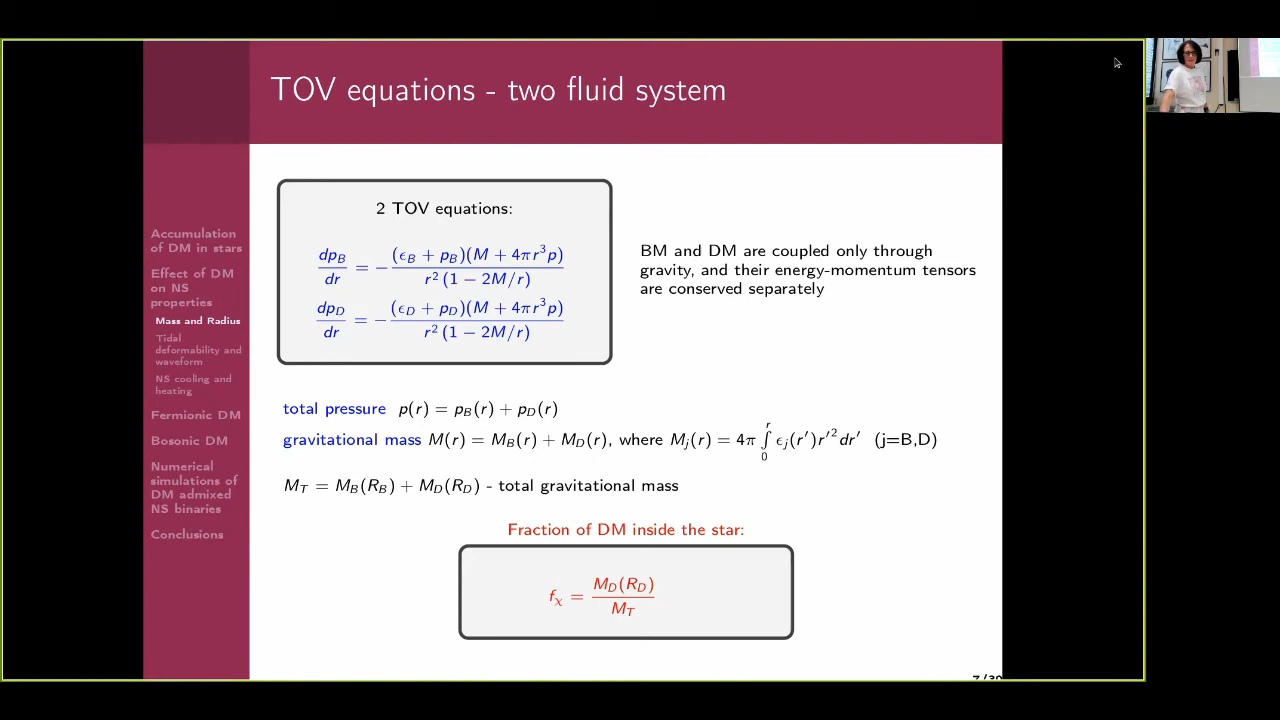 TOV equations - two fluid system
Accumulation
of DM in stars
Effect of DM
on NS
properties
Mass and Radius
Tidal
deformability and
waveform
NS cooling and
heating
Fermionic DM
Bosonic DM
Numerical
simulations of
DM admixed
NS binaries
Conclusions
2 TOV equations:
dp_B/dr = − (ϵ_B + p_B)(M + 4πr³p) / r² (1 − 2M/r)
dp_D/dr = − (ϵ_D + p_D)(M + 4πr³p) / r² (1 − 2M/r)
BM and DM are coupled only through
gravity, and their energy-momentum tensors
are conserved separately
total pressure p(r) = p_B(r) + p_D(r)
gravitational mass M(r) = M_B(r) + M_D(r), where M_j(r) = 4π ∫₀ʳ ϵ_j(r′)r′²dr′ (j=B,D)
M_T = M_B(R_B) + M_D(R_D) - total gravitational mass
Fraction of DM inside the star:
f_χ = M_D(R_D) / M_T